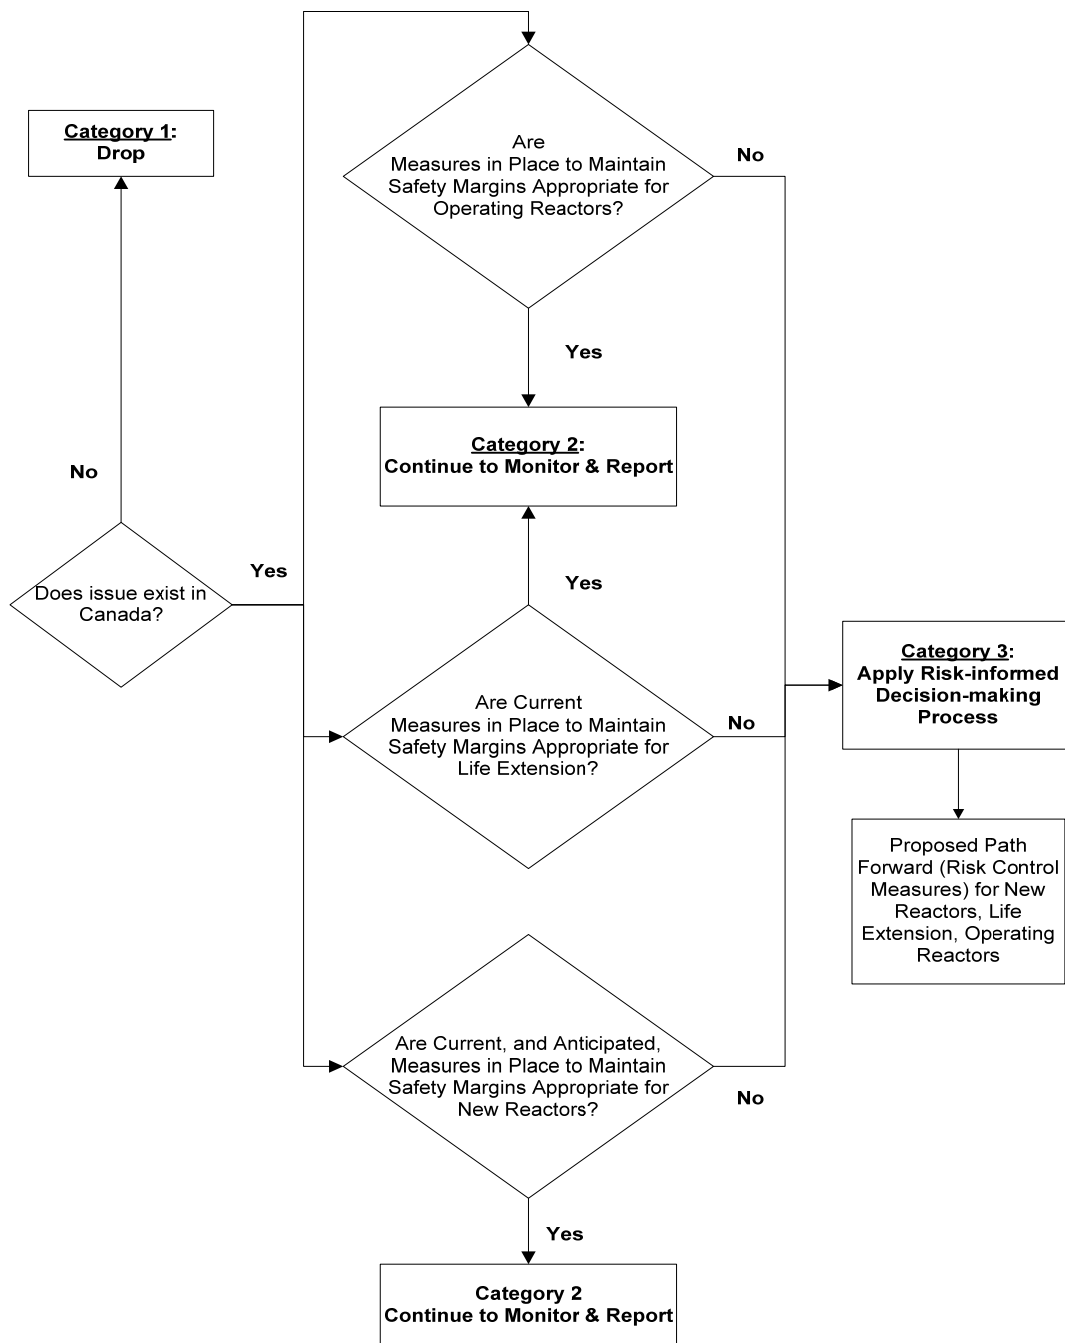 Category 1:
Drop
Are
Measures in Place to Maintain
Safety Margins Appropriate for
Operating Reactors?
No
Yes
Category 2:
Continue to Monitor & Report
No
Does issue exist in
Canada?
Yes
Yes
Are Current
Measures in Place to Maintain
Safety Margins Appropriate for
Life Extension?
No
Category 3:
Apply Risk-informed
Decision-making
Process
Proposed Path
Forward (Risk Control
Measures) for New
Reactors, Life
Extension, Operating
Reactors
Are Current, and Anticipated,
Measures in Place to Maintain
Safety Margins Appropriate for
New Reactors?
No
Yes
Category 2
Continue to Monitor & Report